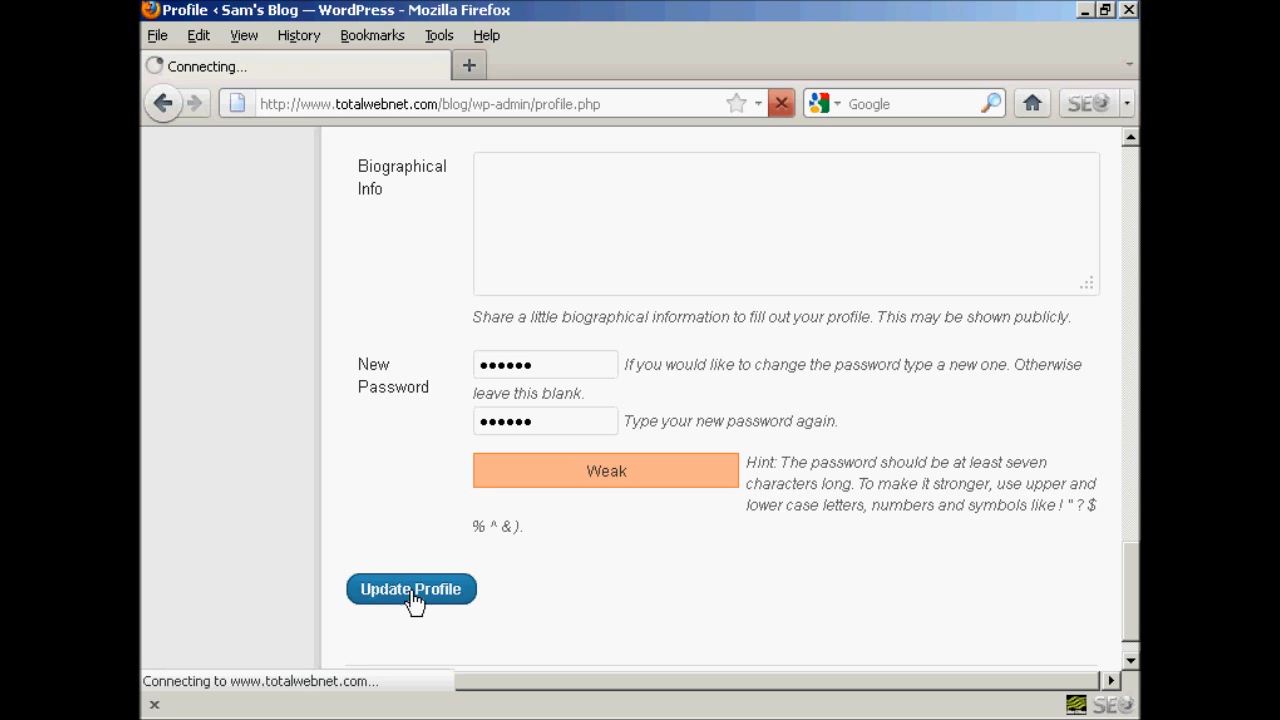 Profile ‹ Sam's Blog — WordPress - Mozilla Firefox
File Edit View History Bookmarks Tools Help
Connecting...
http://www.totalwebnet.com/blog/wp-admin/profile.php
Google
SEO
Biographical
Info
Share a little biographical information to fill out your profile. This may be shown publicly.
New
Password
●●●●●● If you would like to change the password type a new one. Otherwise
leave this blank.
●●●●●● Type your new password again.
Weak
Hint: The password should be at least seven
characters long. To make it stronger, use upper and
lower case letters, numbers and symbols like ! " ? $
% ^ & ).
Update Profile
Connecting to www.totalwebnet.com...
SEO